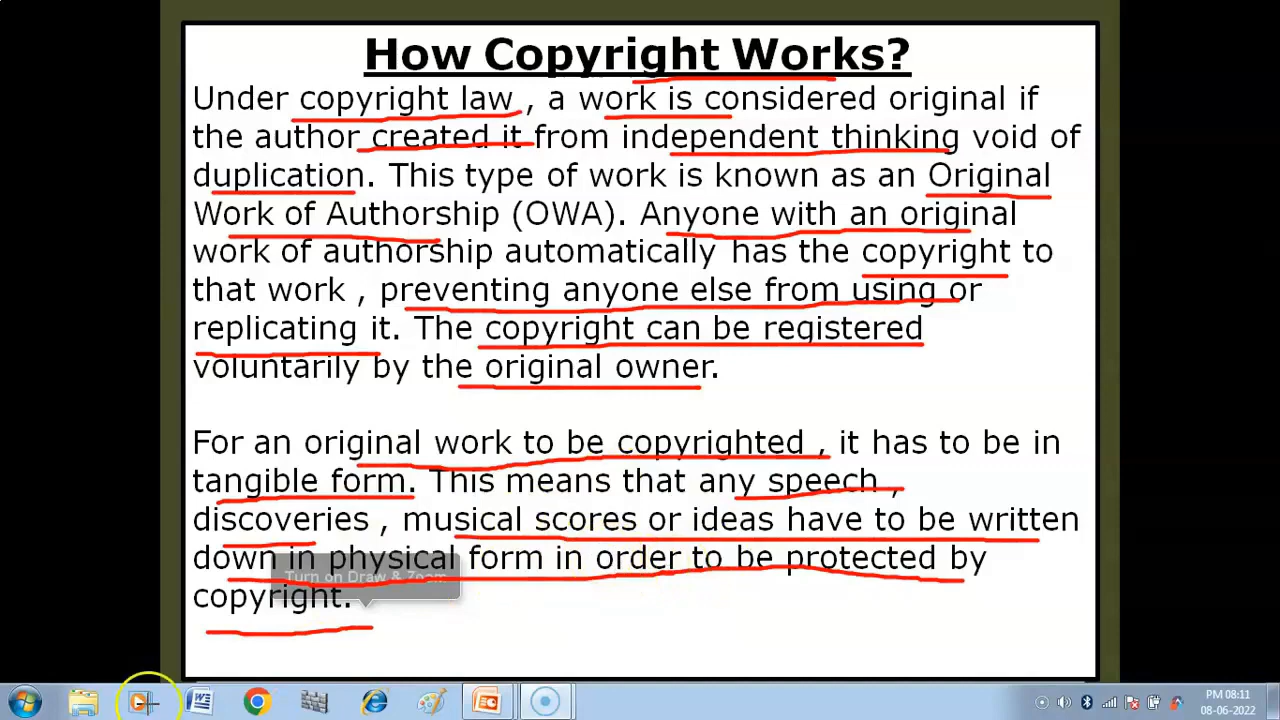 How Copyright Works?
Under copyright law , a work is considered original if
the author created it from independent thinking void of
duplication. This type of work is known as an Original
Work of Authorship (OWA). Anyone with an original
work of authorship automatically has the copyright to
that work , preventing anyone else from using or
replicating it. The copyright can be registered
voluntarily by the original owner.
For an original work to be copyrighted , it has to be in
tangible form. This means that any speech ,
discoveries , musical scores or ideas have to be written
down in physical form in order to be protected by
Turn on Draw & Zoom
copyright.
PM 08:11
08-06-2022